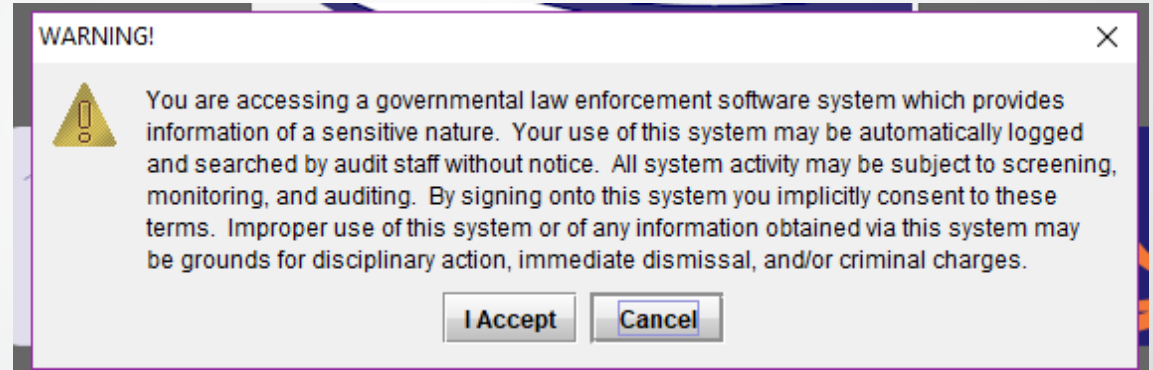 WARNING!
You are accessing a governmental law enforcement software system which provides
information of a sensitive nature.  Your use of this system may be automatically logged
and searched by audit staff without notice.  All system activity may be subject to screening,
monitoring, and auditing.  By signing onto this system you implicitly consent to these
terms.  Improper use of this system or of any information obtained via this system may
be grounds for disciplinary action, immediate dismissal, and/or criminal charges.
I Accept Cancel